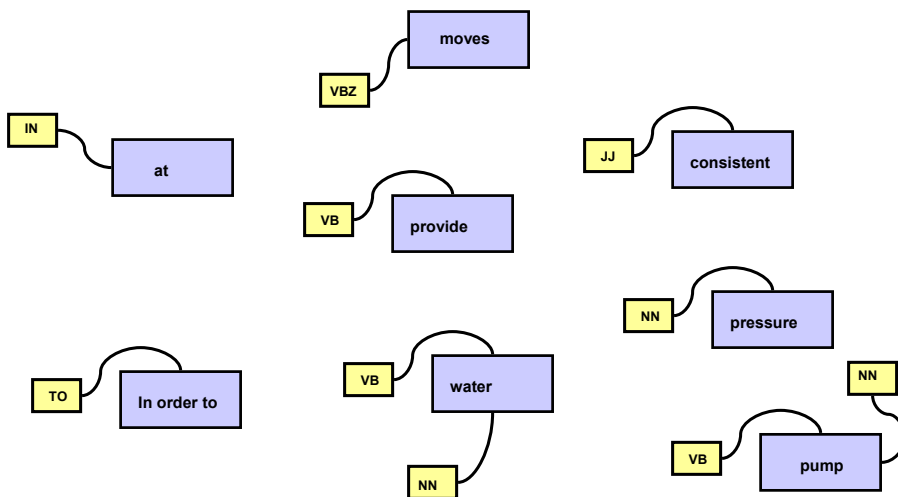 moves
VBZ
IN
at
JJ
consistent
VB
provide
NN
pressure
TO
In order to
VB
water
NN
NN
VB
pump